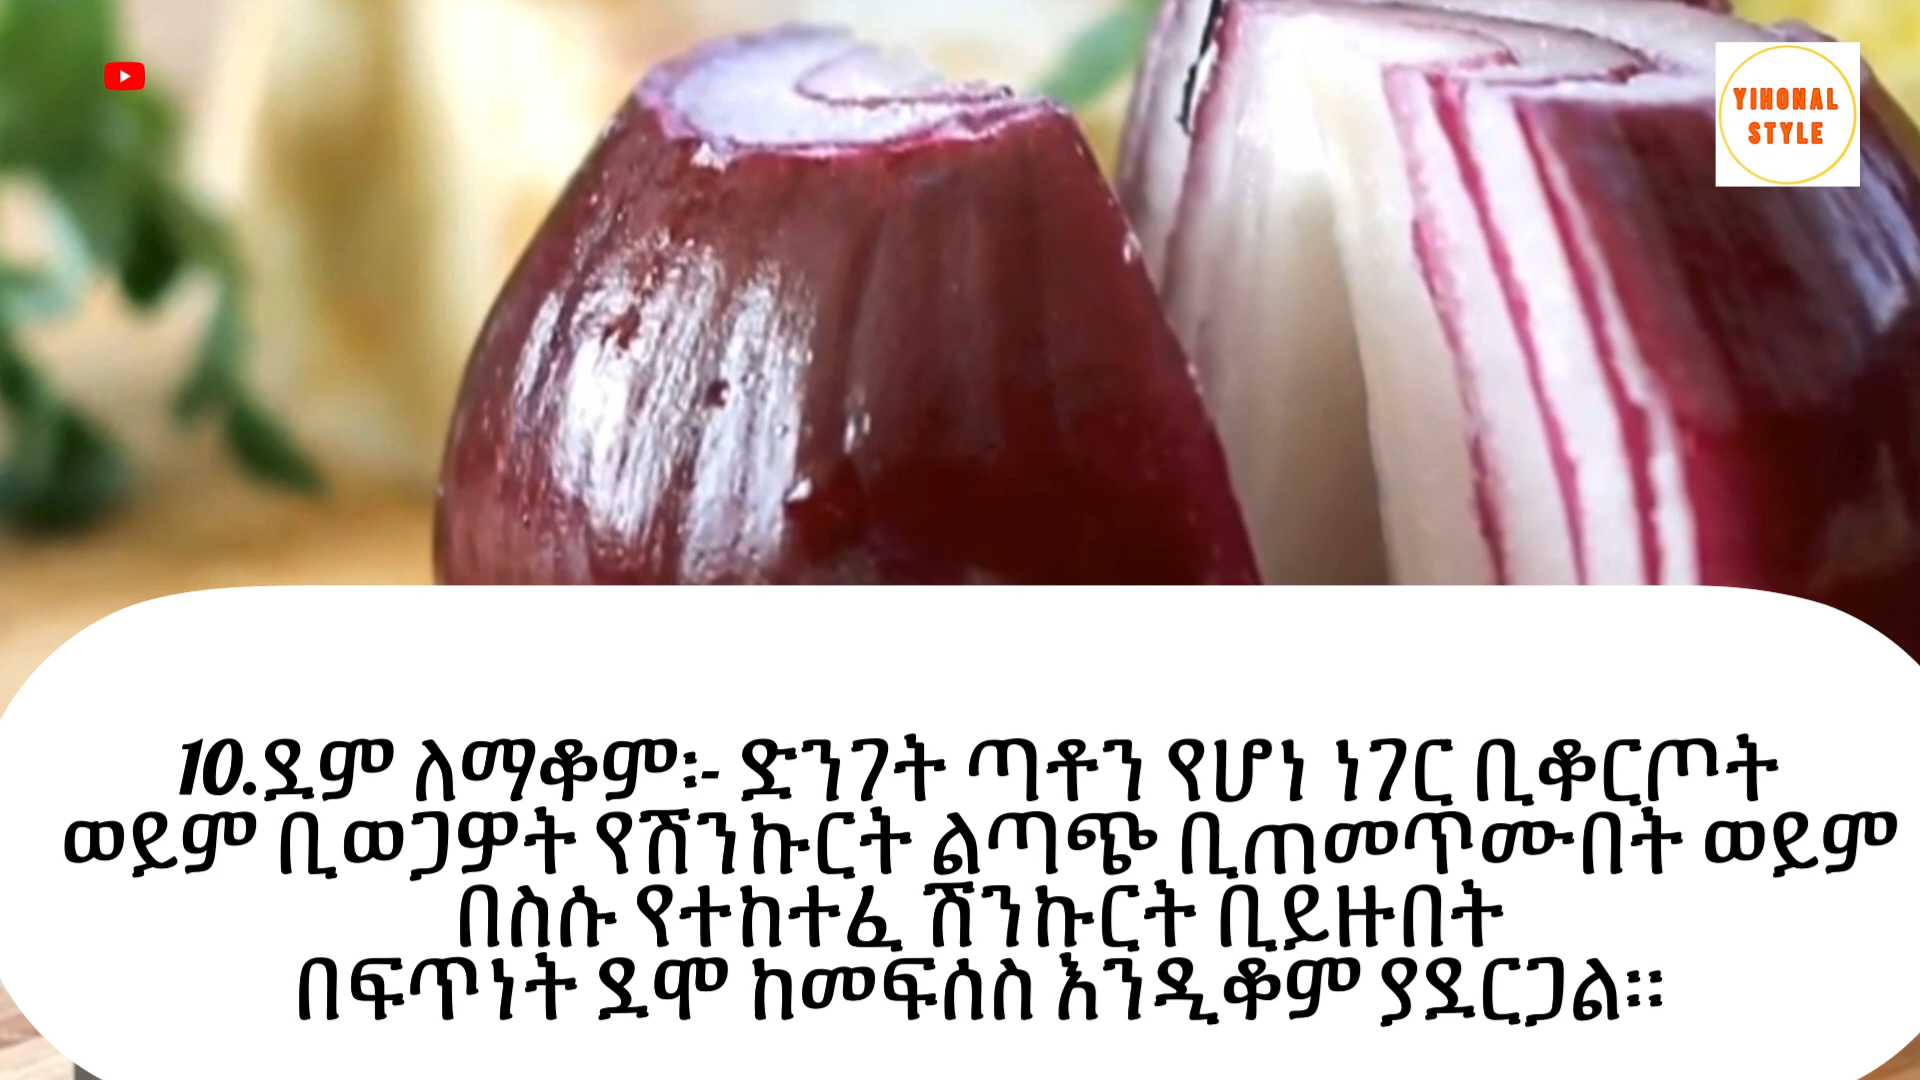 YIHONAL
STYLE
10.ደም ለማቆም፡- ድንገት ጣቶን የሆነ ነገር ቢቆርጦት
ወይም ቢወጋዎት የሽንኩርት ልጣጭ ቢጠመጥሙበት ወይም
በስሱ የተከተፈ ሽንኩርት ቢይዙበት
በፍጥነት ደሞ ከመፍሰስ እንዲቆም ያደርጋል፡፡